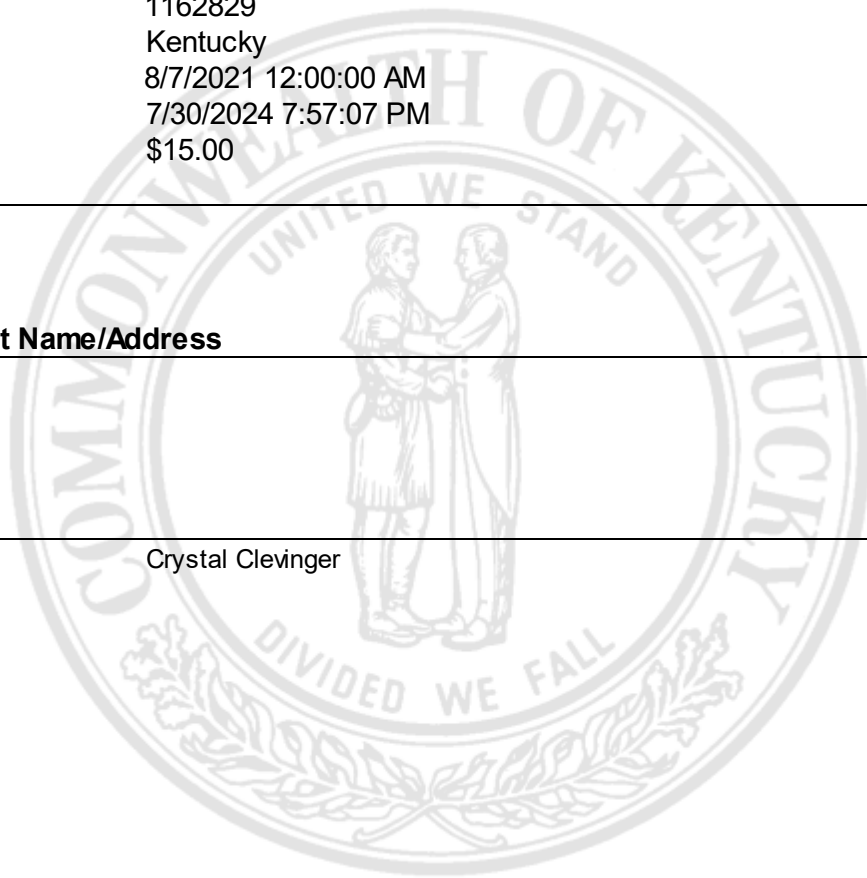 1162829
Kentucky
8/7/2021 12:00:00 AM
7/30/2024 7:57:07 PM
$15.00
t Name/Address
Crystal Clevinger
COMMONWEALTH OF KENTUCKY
UNITED WE STAND
DIVIDED WE FALL